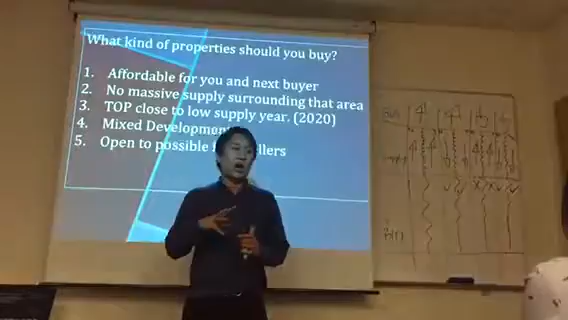 What kind of properties should you buy?
1. Affordable for you and next buyer
2. No massive supply surrounding that area
3. TOP close to low supply year. (2020)
4. Mixed Development
5. Open to possible llers